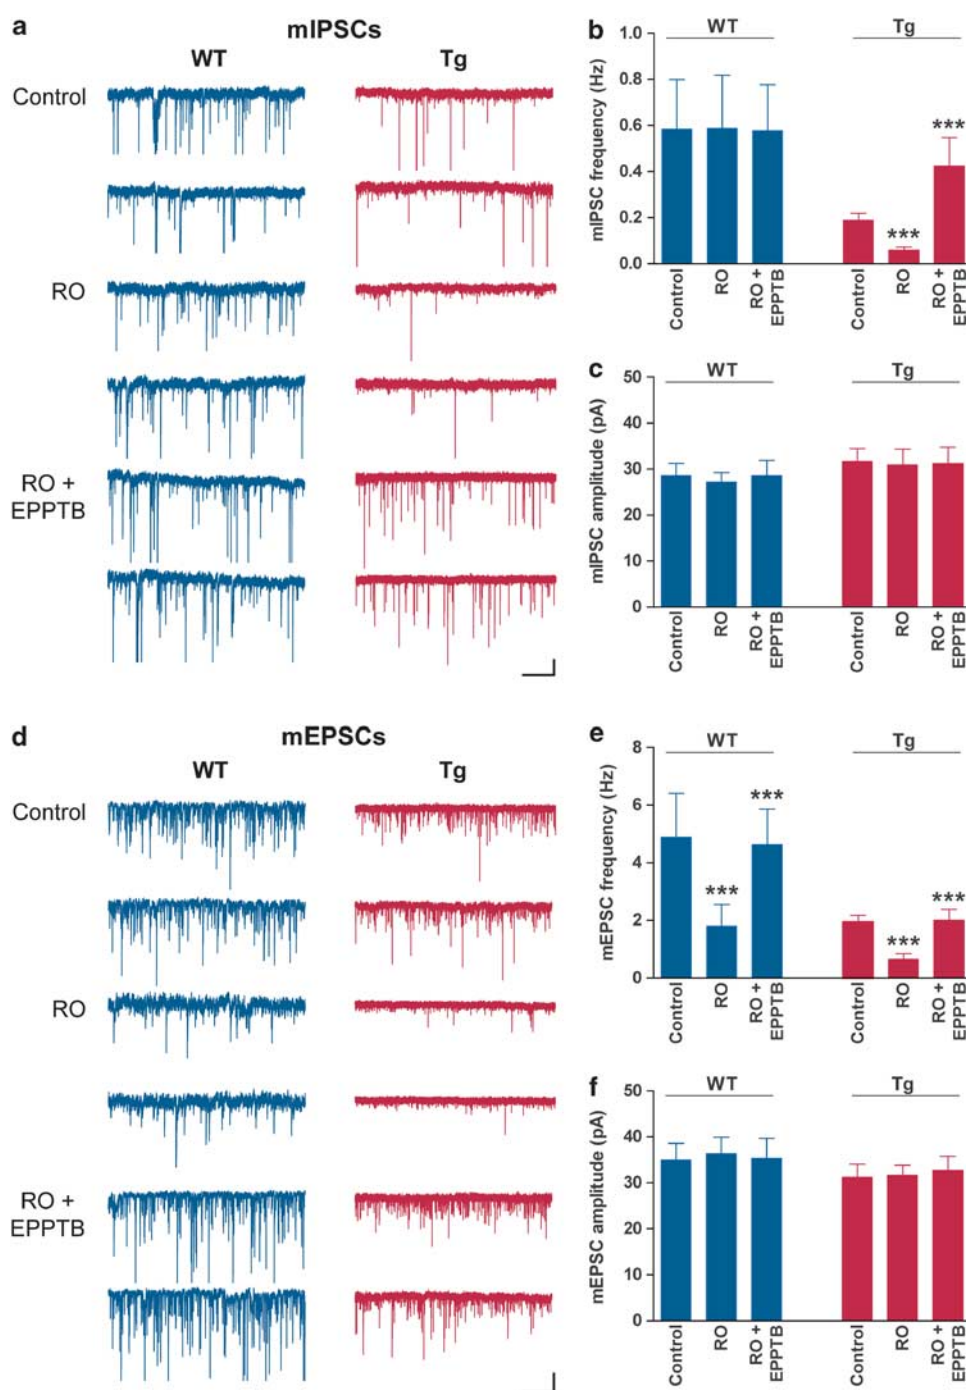 a
mIPSCs
WT
Tg
Control
RO
RO +
EPPTB
b
WT
Tg
mIPSC frequency (Hz)
1.0
0.8
0.6
0.4
0.2
0.0
***
***
Control
RO
RO +
EPPTB
Control
RO
RO +
EPPTB
c
WT
Tg
mIPSC amplitude (pA)
50
40
30
20
10
0
Control
RO
RO +
EPPTB
Control
RO
RO +
EPPTB
d
mEPSCs
WT
Tg
Control
RO
RO +
EPPTB
e
WT
Tg
mEPSC frequency (Hz)
8
6
4
2
0
***
***
***
***
Control
RO
RO +
EPPTB
Control
RO
RO +
EPPTB
f
WT
Tg
mEPSC amplitude (pA)
50
40
30
20
10
0
Control
RO
RO +
EPPTB
Control
RO
RO +
EPPTB